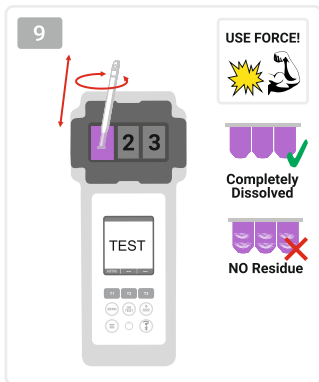 9
USE FORCE!
2 3
Completely
Dissolved
TEST
NO Residue